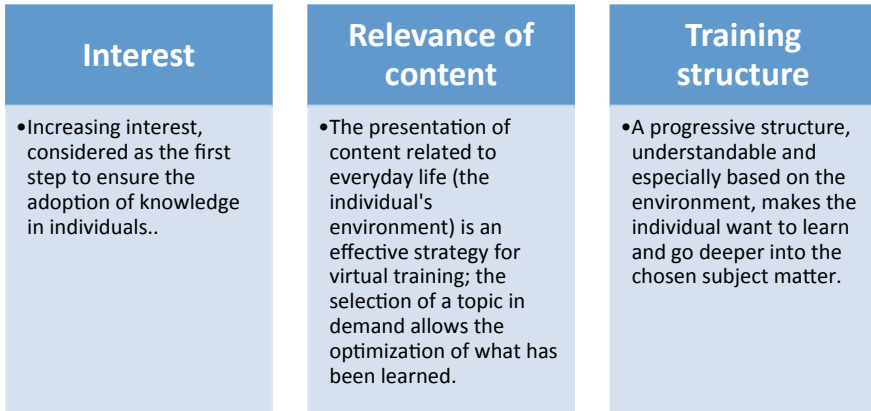 Interest
•Increasing interest,
considered as the first
step to ensure the
adoption of knowledge
in individuals..
Relevance of
content
•The presentation of
content related to
everyday life (the
individual's
environment) is an
effective strategy for
virtual training; the
selection of a topic in
demand allows the
optimization of what has
been learned.
Training
structure
•A progressive structure,
understandable and
especially based on the
environment, makes the
individual want to learn
and go deeper into the
chosen subject matter.